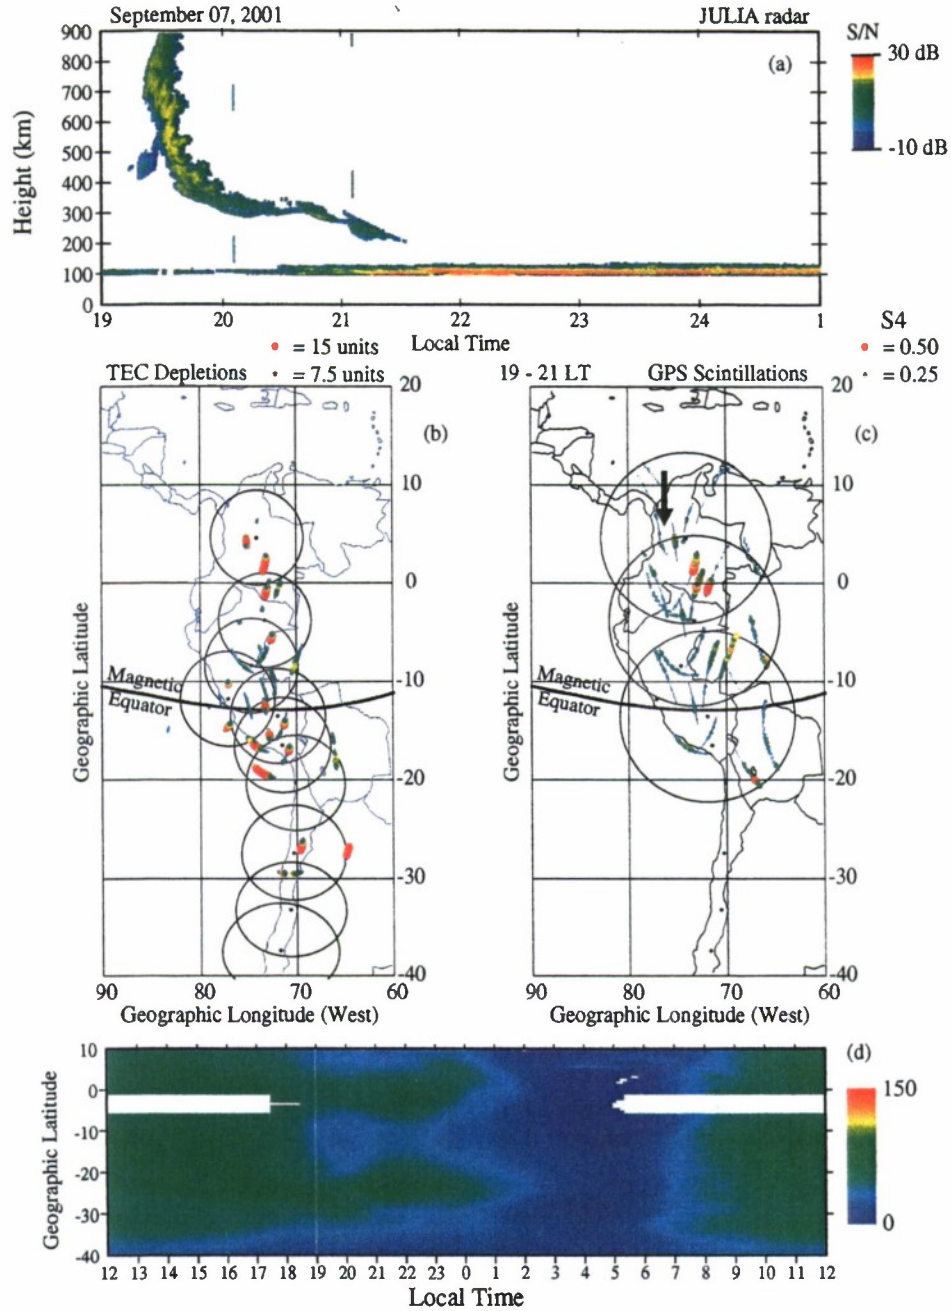 September 07, 2001 JULIA radar
S/N
900
800
700
600
500
400
300
200
100
0
(a)
30 dB
-10 dB
Height (km)
19 20 21 22 23 24 1
Local Time
S4
= 15 units
= 7.5 units
= 0.50
= 0.25
TEC Depletions
19 - 21 LT GPS Scintillations
20
10
0
-10
-20
-30
-40
(b)
Magnetic
Equator
Geographic Latitude
90 80 70 60
Geographic Longitude (West)
20
10
0
-10
-20
-30
-40
(c)
Magnetic
Equator
Geographic Latitude
90 80 70 60
Geographic Longitude (West)
10
0
-10
-20
-30
-40
Geographic Latitude
(d)
150
0
12 13 14 15 16 17 18 19 20 21 22 23 0 1 2 3 4 5 6 7 8 9 10 11 12
Local Time